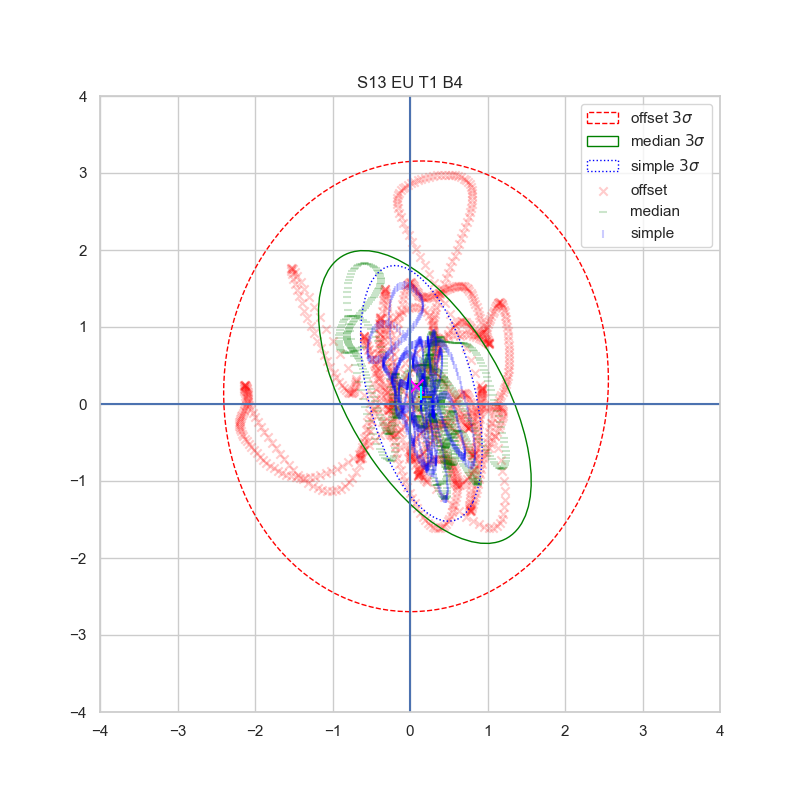 S13 EU T1 B4
offset 3σ
median 3σ
simple 3σ
offset
median
simple
4
3
2
1
0
−1
−2
−3
−4
−4 −3 −2 −1 0 1 2 3 4